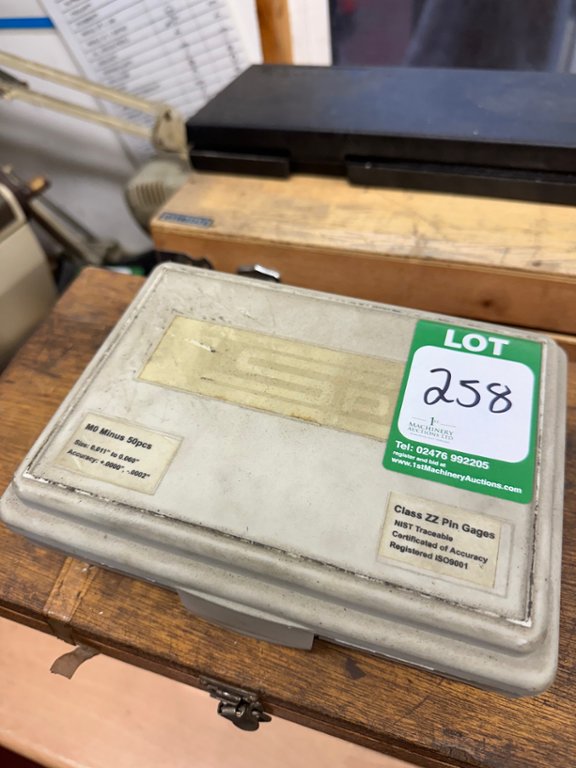 LOT
258
1st
MACHINERY
AUCTIONS LTD.
Tel: 02476 992205
register and bid at
www.1stMachineryAuctions.com
M0 Minus 50pcs
Size: 0.011" to 0.060"
Accuracy: +.0000", -.0002"
Class ZZ Pin Gages
NIST Traceable
Certificated of Accuracy
Registered ISO9001